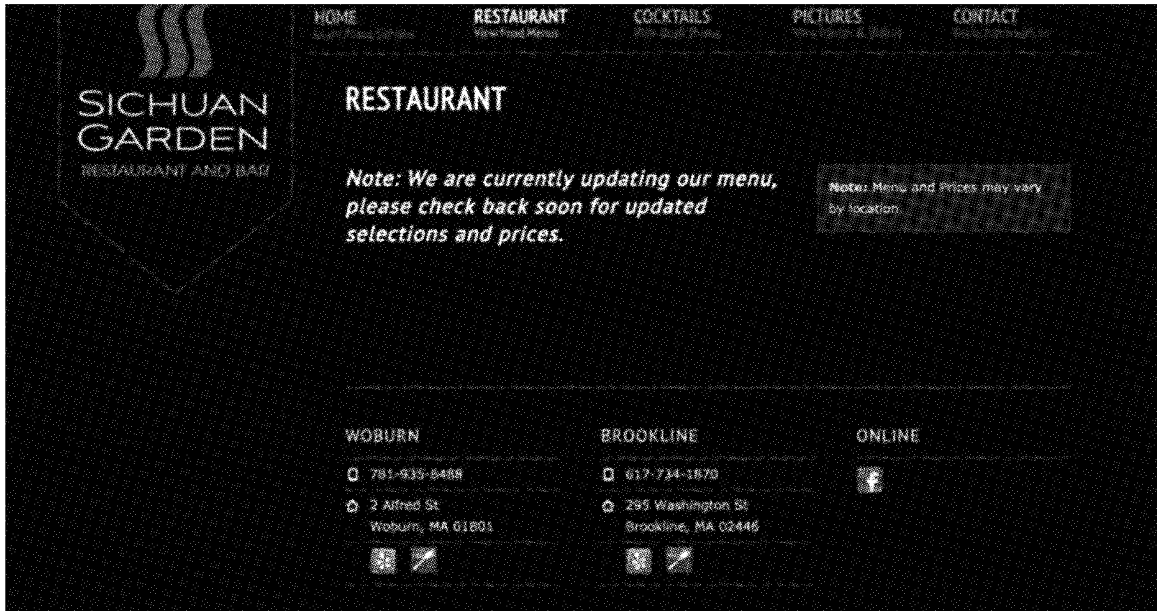 HOME RESTAURANT COCKTAILS PICTURES CONTACT
View Food Menus
SICHUAN
GARDEN
RESTAURANT AND BAR
RESTAURANT
Note: We are currently updating our menu,
please check back soon for updated
selections and prices.
Note: Menu and Prices may vary
by location
WOBURN
781-935-8488
2 Alfred St
Woburn, MA 01801
BROOKLINE
617-734-1870
295 Washington St
Brookline, MA 02446
ONLINE